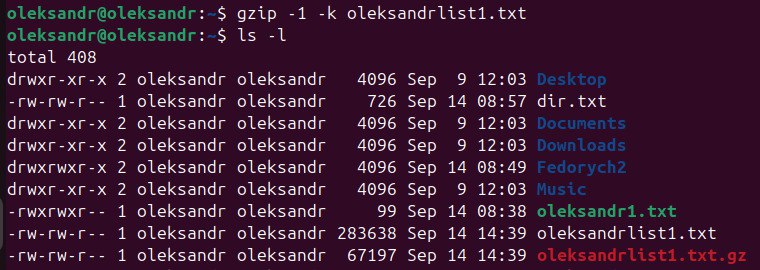 oleksandr@oleksandr:~$ gzip -1 -k oleksandrlist1.txt
oleksandr@oleksandr:~$ ls -l
total 408
drwxr-xr-x 2 oleksandr oleksandr   4096 Sep  9 12:03 Desktop
-rw-rw-r-- 1 oleksandr oleksandr    726 Sep 14 08:57 dir.txt
drwxr-xr-x 2 oleksandr oleksandr   4096 Sep  9 12:03 Documents
drwxr-xr-x 2 oleksandr oleksandr   4096 Sep  9 12:03 Downloads
drwxrwxr-x 2 oleksandr oleksandr   4096 Sep 14 08:49 Fedorych2
drwxr-xr-x 2 oleksandr oleksandr   4096 Sep  9 12:03 Music
-rwxrwxr-- 1 oleksandr oleksandr     99 Sep 14 08:38 oleksandr1.txt
-rw-rw-r-- 1 oleksandr oleksandr 283638 Sep 14 14:39 oleksandrlist1.txt
-rw-rw-r-- 1 oleksandr oleksandr  67197 Sep 14 14:39 oleksandrlist1.txt.gz